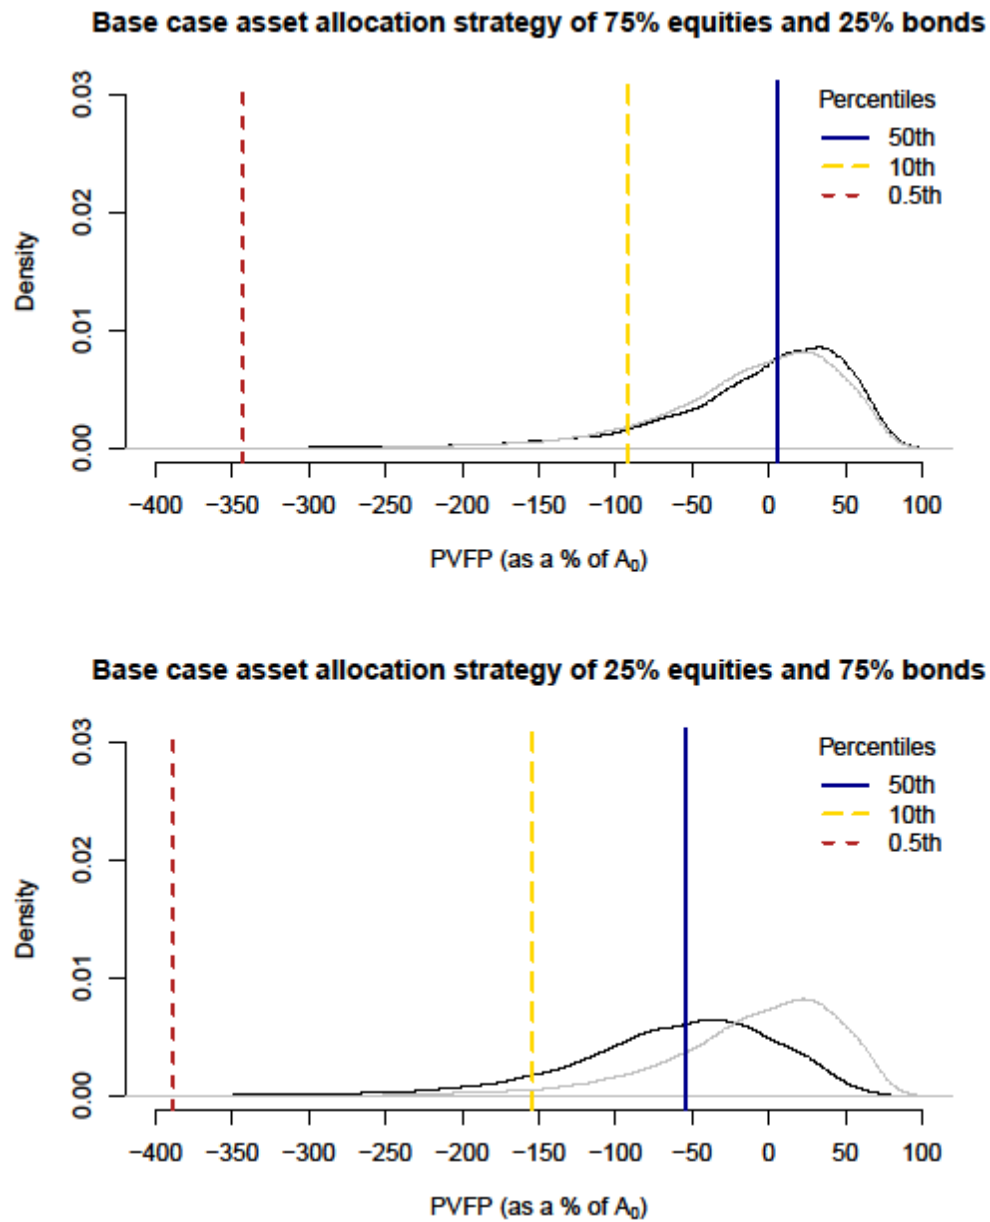 Base case asset allocation strategy of 75% equities and 25% bonds
Density
0.03
0.02
0.01
0.00
Percentiles
50th
10th
0.5th
−400 −350 −300 −250 −200 −150 −100 −50 0 50 100
PVFP (as a % of A₀)
Base case asset allocation strategy of 25% equities and 75% bonds
Density
0.03
0.02
0.01
0.00
Percentiles
50th
10th
0.5th
−400 −350 −300 −250 −200 −150 −100 −50 0 50 100
PVFP (as a % of A₀)